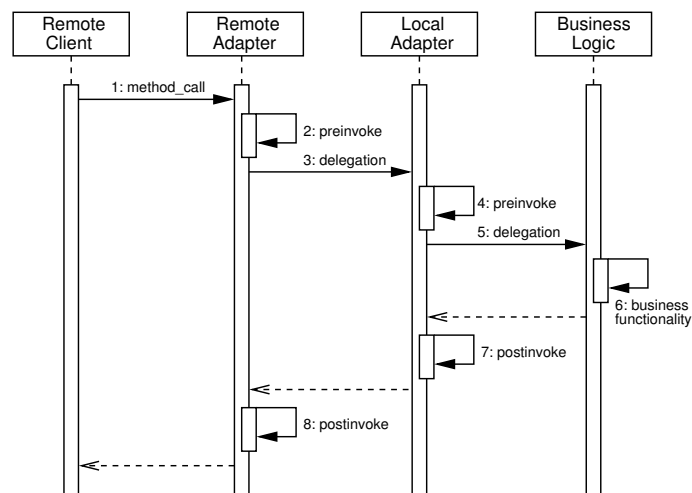 Remote
Client
Remote
Adapter
Local
Adapter
Business
Logic
1: method_call
2: preinvoke
3: delegation
4: preinvoke
5: delegation
6: business
functionality
7: postinvoke
8: postinvoke